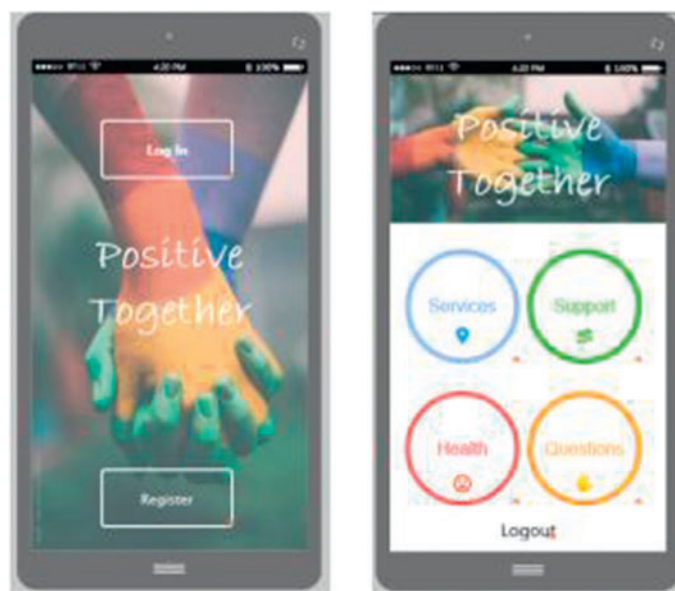 4:20 PM
100%
Log In
Positive
Together
Register
4:20 PM
100%
Positive
Together
Services
Support
Health
Questions
Logout